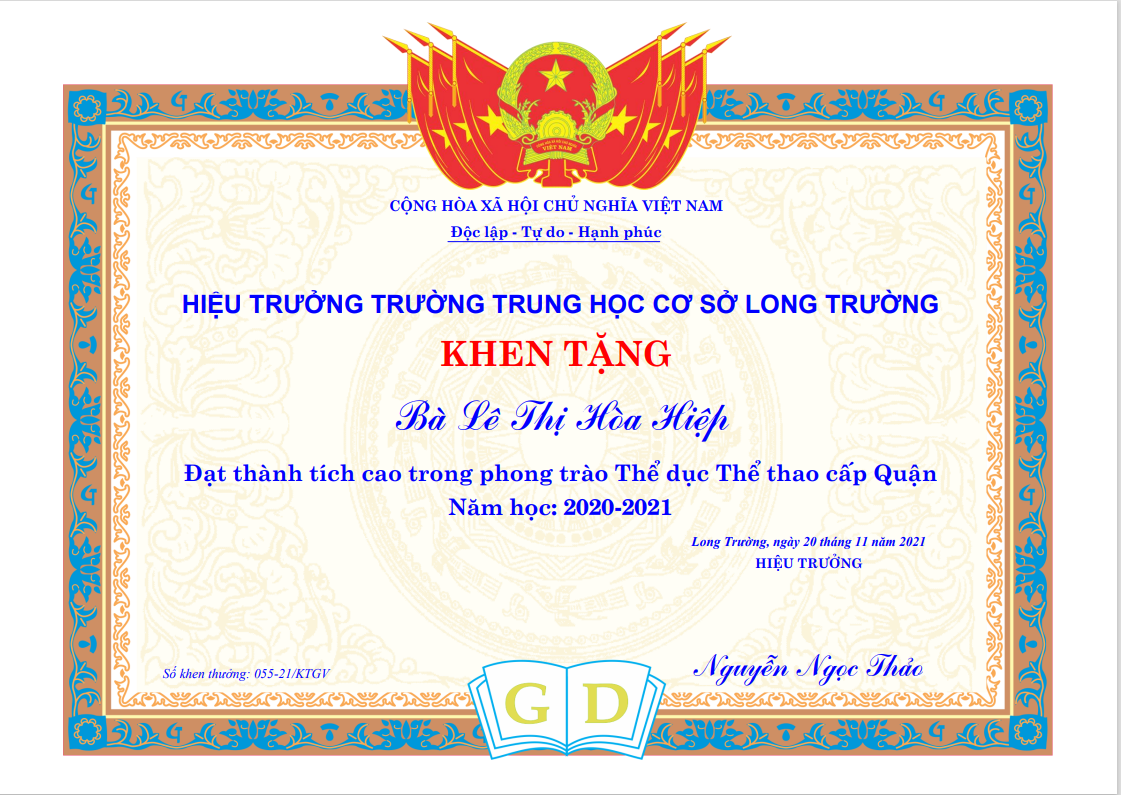 VIỆT NAM
CỘNG HÒA XÃ HỘI CHỦ NGHĨA VIỆT NAM
Độc lập - Tự do - Hạnh phúc
HIỆU TRƯỞNG TRƯỜNG TRUNG HỌC CƠ SỞ LONG TRƯỜNG
KHEN TẶNG
Bà Lê Thị Hòa Hiệp
Đạt thành tích cao trong phong trào Thể dục Thể thao cấp Quận
Năm học: 2020-2021
Long Trường, ngày 20 tháng 11 năm 2021
HIỆU TRƯỞNG
Nguyễn Ngọc Thảo
Số khen thưởng: 055-21/KTGV
G D